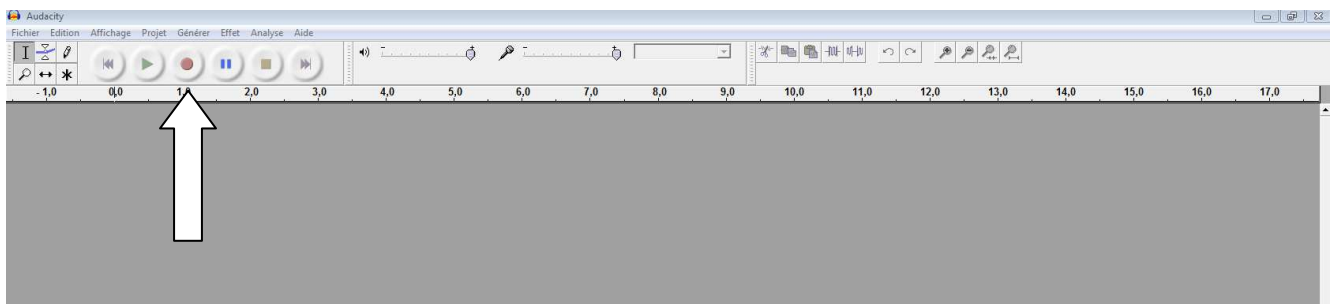 Audacity
Fichier Edition Affichage Projet Générer Effet Analyse Aide
- 1,0 0,0 1,0 2,0 3,0 4,0 5,0 6,0 7,0 8,0 9,0 10,0 11,0 12,0 13,0 14,0 15,0 16,0 17,0